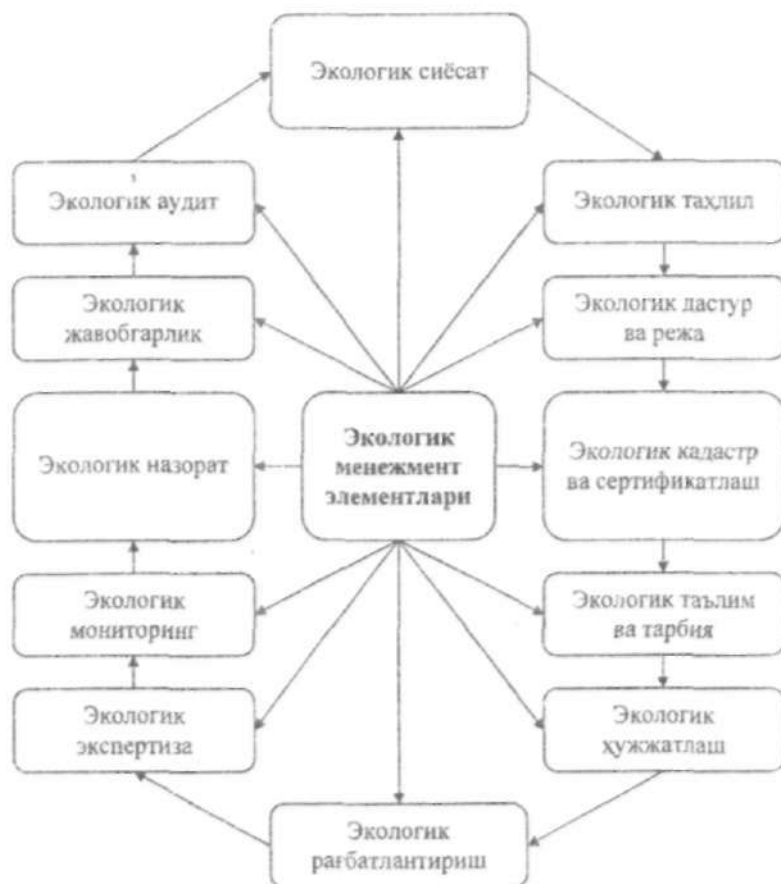 Экологик сиёсат
Экологик аудит
Экологик таҳлил
Экологик
жавобгарлик
Экологик дастур
ва режа
Экологик назорат
Экологик
менежмент
элементлари
Экологик кадастр
ва сертификатлаш
Экологик
мониторинг
Экологик таълим
ва тарбия
Экологик
экспертиза
Экологик
ҳужжатлаш
Экологик
рағбатлантириш